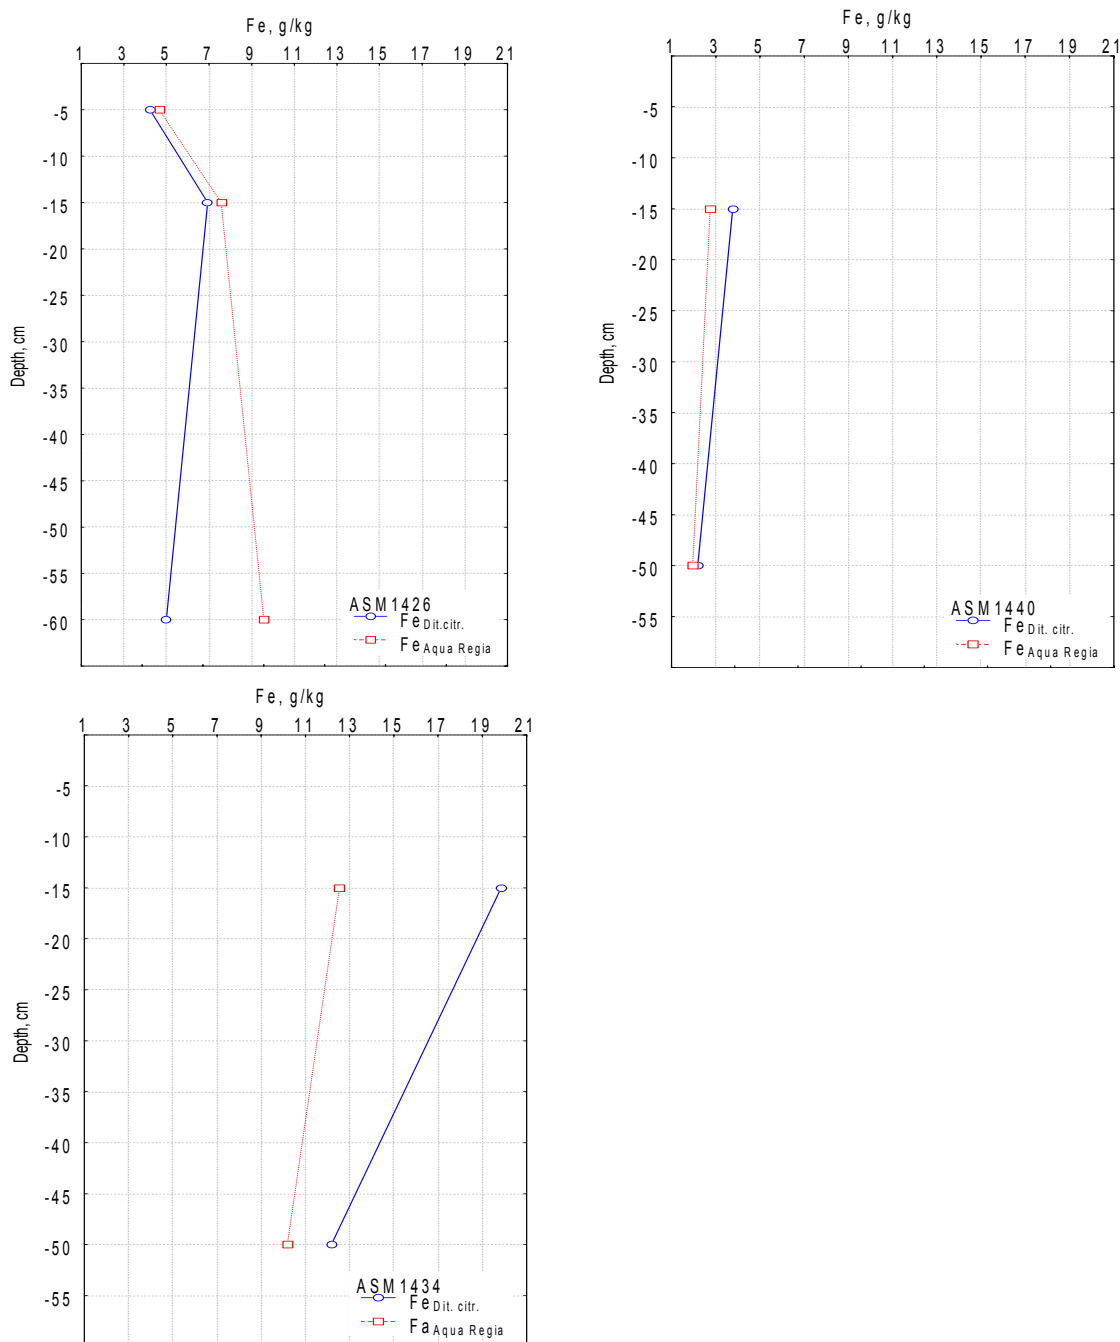 Fe, g/kg
1 3 5 7 9 11 13 15 17 19 21
-5
-10
-15
-20
-25
-30
-35
-40
-45
-50
-55
-60
Depth, cm
ASM1426
Fe Dit.citr.
Fe Aqua Regia
Fe, g/kg
1 3 5 7 9 11 13 15 17 19 21
-5
-10
-15
-20
-25
-30
-35
-40
-45
-50
-55
Depth, cm
ASM1440
Fe Dit. citr.
Fe Aqua Regia
Fe, g/kg
1 3 5 7 9 11 13 15 17 19 21
-5
-10
-15
-20
-25
-30
-35
-40
-45
-50
-55
Depth, cm
ASM1434
Fe Dit. citr.
Fa Aqua Regia